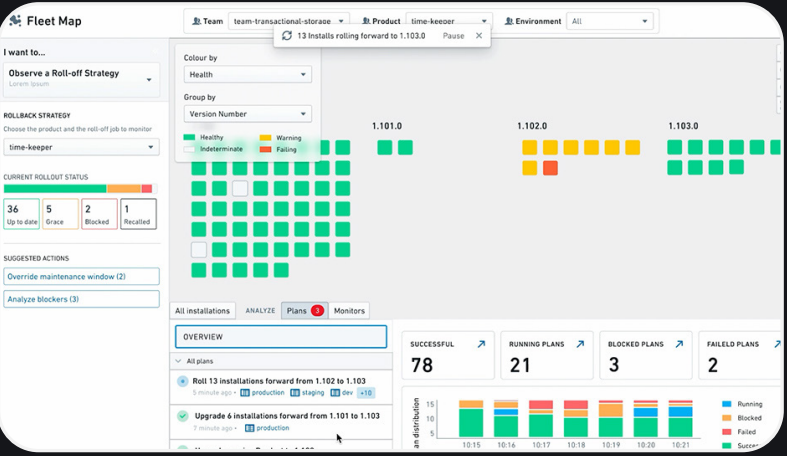 Fleet Map
Team
team-transactional-storage
Product
time-keeper
Environment
All
13 Installs rolling forward to 1.103.0
Pause
I want to...
Observe a Roll-off Strategy
Lorem ipsum
ROLLBACK STRATEGY
Choose the product and the roll-off job to monitor
time-keeper
CURRENT ROLLOUT STATUS
36
Up to date
5
Grace
2
Blocked
1
Recalled
SUGGESTED ACTIONS
Override maintenance window (2)
Analyze blockers (3)
Colour by
Health
Group by
Version Number
Healthy
Warning
Indeterminate
Failing
1.101.0
1.102.0
1.103.0
All installations
ANALYZE
Plans 3
Monitors
OVERVIEW
All plans
Roll 13 installations forward from 1.102 to 1.103
5 minute ago • production staging dev +10
Upgrade 6 installations forward from 1.101 to 1.103
7 minute ago • production
SUCCESSFUL
78
RUNNING PLANS
21
BLOCKED PLANS
3
FAILELD PLANS
2
an distribution
15
10
5
10:15
10:16
10:17
10:18
10:19
10:20
10:21
Running
Blocked
Failed
Succe